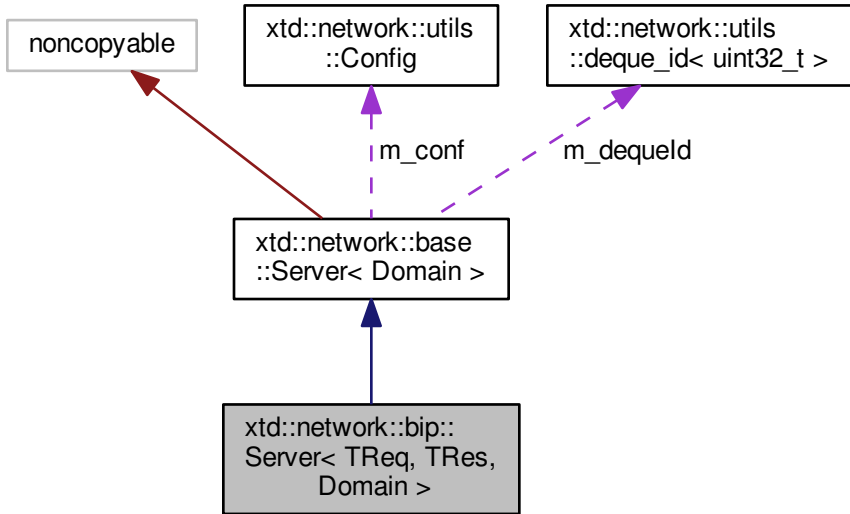 noncopyable
xtd::network::utils
::Config
xtd::network::utils
::deque_id< uint32_t >
m_conf
m_dequeId
xtd::network::base
::Server< Domain >
xtd::network::bip::
Server< TReq, TRes,
Domain >